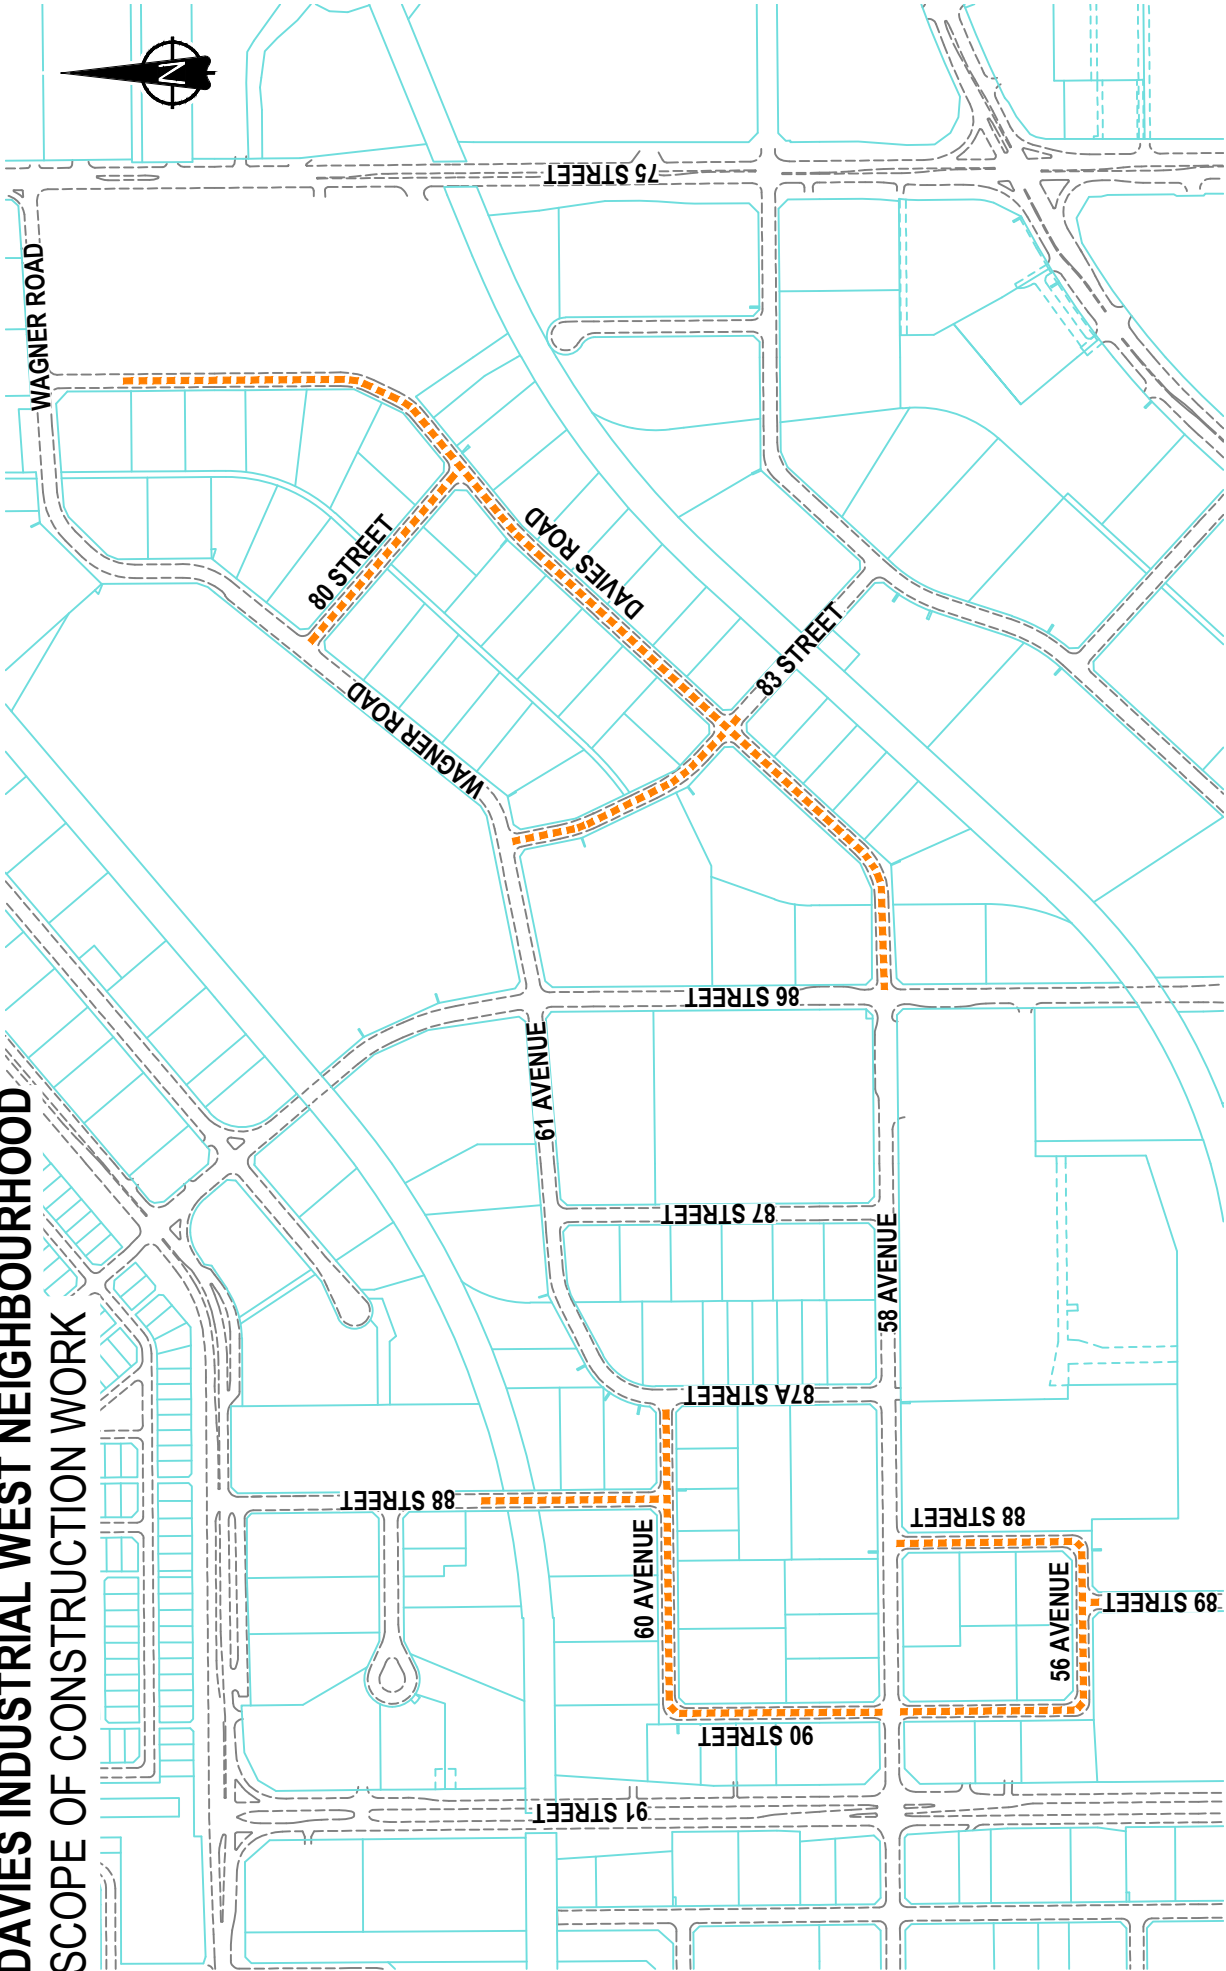 DAVIES INDUSTRIAL WEST NEIGHBOURHOOD
SCOPE OF CONSTRUCTION WORK
N
WAGNER ROAD
75 STREET
80 STREET
DAVIES ROAD
WAGNER ROAD
83 STREET
86 STREET
61 AVENUE
87 STREET
58 AVENUE
87A STREET
88 STREET
60 AVENUE
88 STREET
56 AVENUE
89 STREET
90 STREET
91 STREET